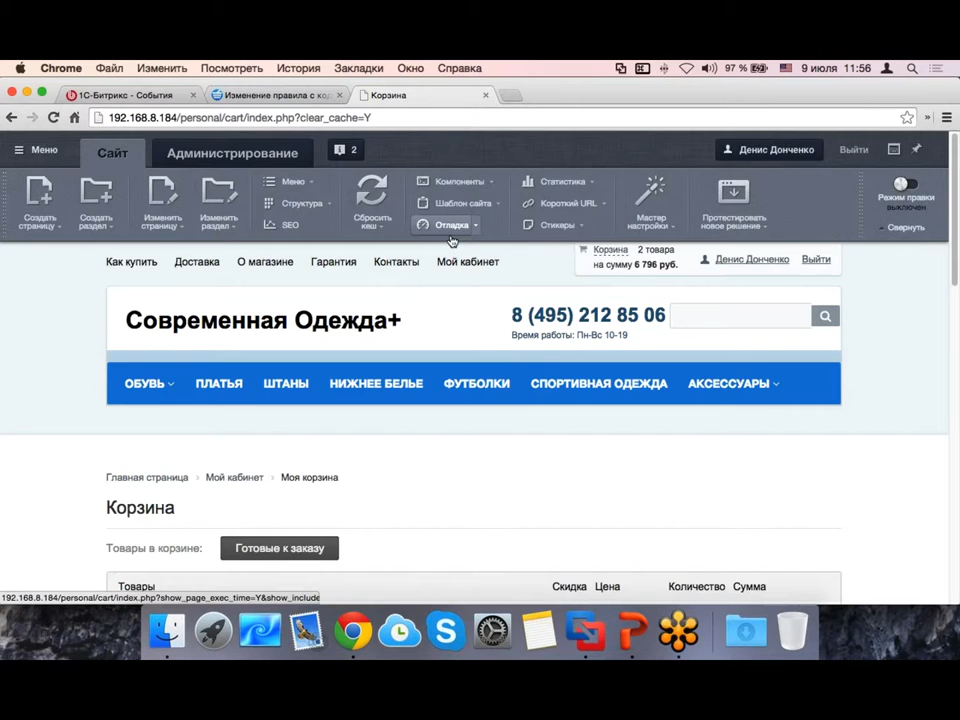 Chrome Файл Изменить Посмотреть История Закладки Окно Справка 97 % 9 июля 11:56
1С-Битрикс - События × Изменение правила с код × Корзина ×
192.168.8.184/personal/cart/index.php?clear_cache=Y
Меню Сайт Администрирование 2 Денис Донченко Выйти
Создать страницу
Создать раздел
Изменить страницу
Изменить раздел
Меню
Структура
SEO
Сбросить кеш
Компоненты
Шаблон сайта
Отладка
Статистика
Короткий URL
Стикеры
Мастер настройки
Протестировать новое решение
Режим правки
выключен
Свернуть
Корзина 2 товара
на сумму 6 796 руб. Денис Донченко Выйти
Как купить Доставка О магазине Гарантия Контакты Мой кабинет
Современная Одежда+
8 (495) 212 85 06
Время работы: Пн-Вс 10-19
ОБУВЬ ПЛАТЬЯ ШТАНЫ НИЖНЕЕ БЕЛЬЕ ФУТБОЛКИ СПОРТИВНАЯ ОДЕЖДА АКСЕССУАРЫ
Главная страница Мой кабинет Моя корзина
Корзина
Товары в корзине: Готовые к заказу
Товары Скидка Цена Количество Сумма
192.168.8.184/personal/cart/index.php?show_page_exec_time=Y&show_include